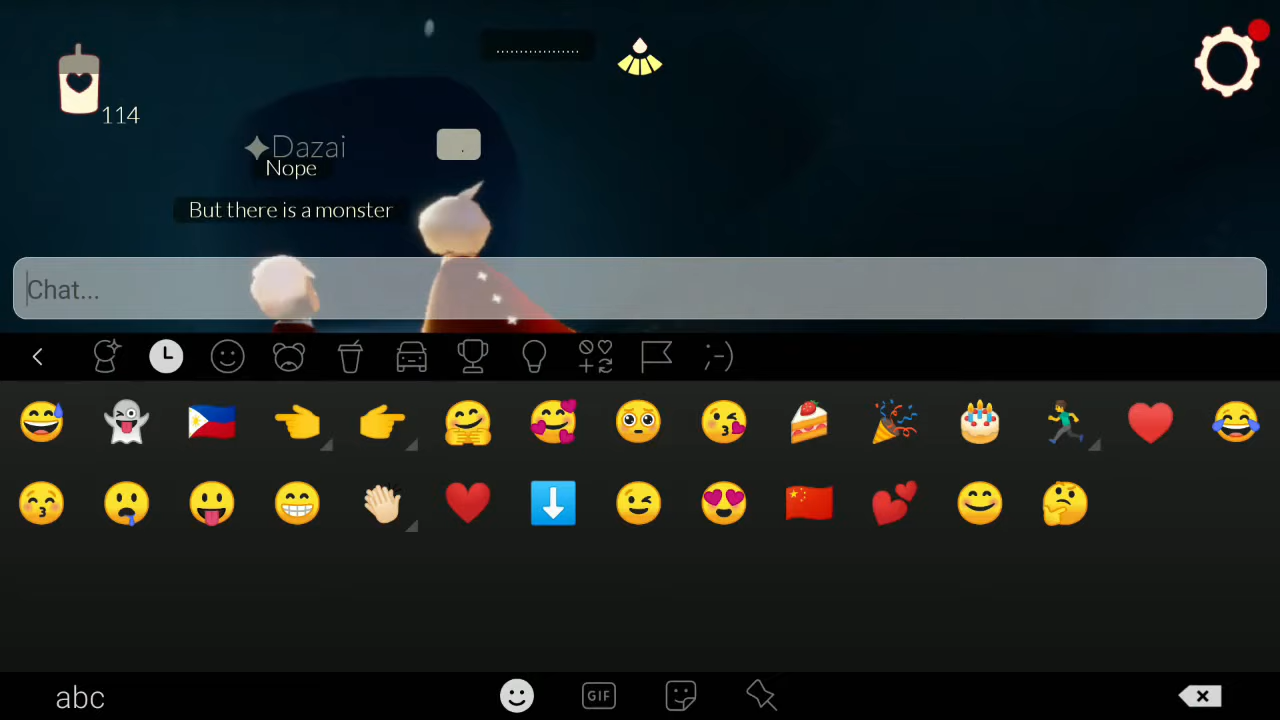 ..................
114
✦Dazai
.
Nope
But there is a monster
Chat...
;-)
abc
GIF